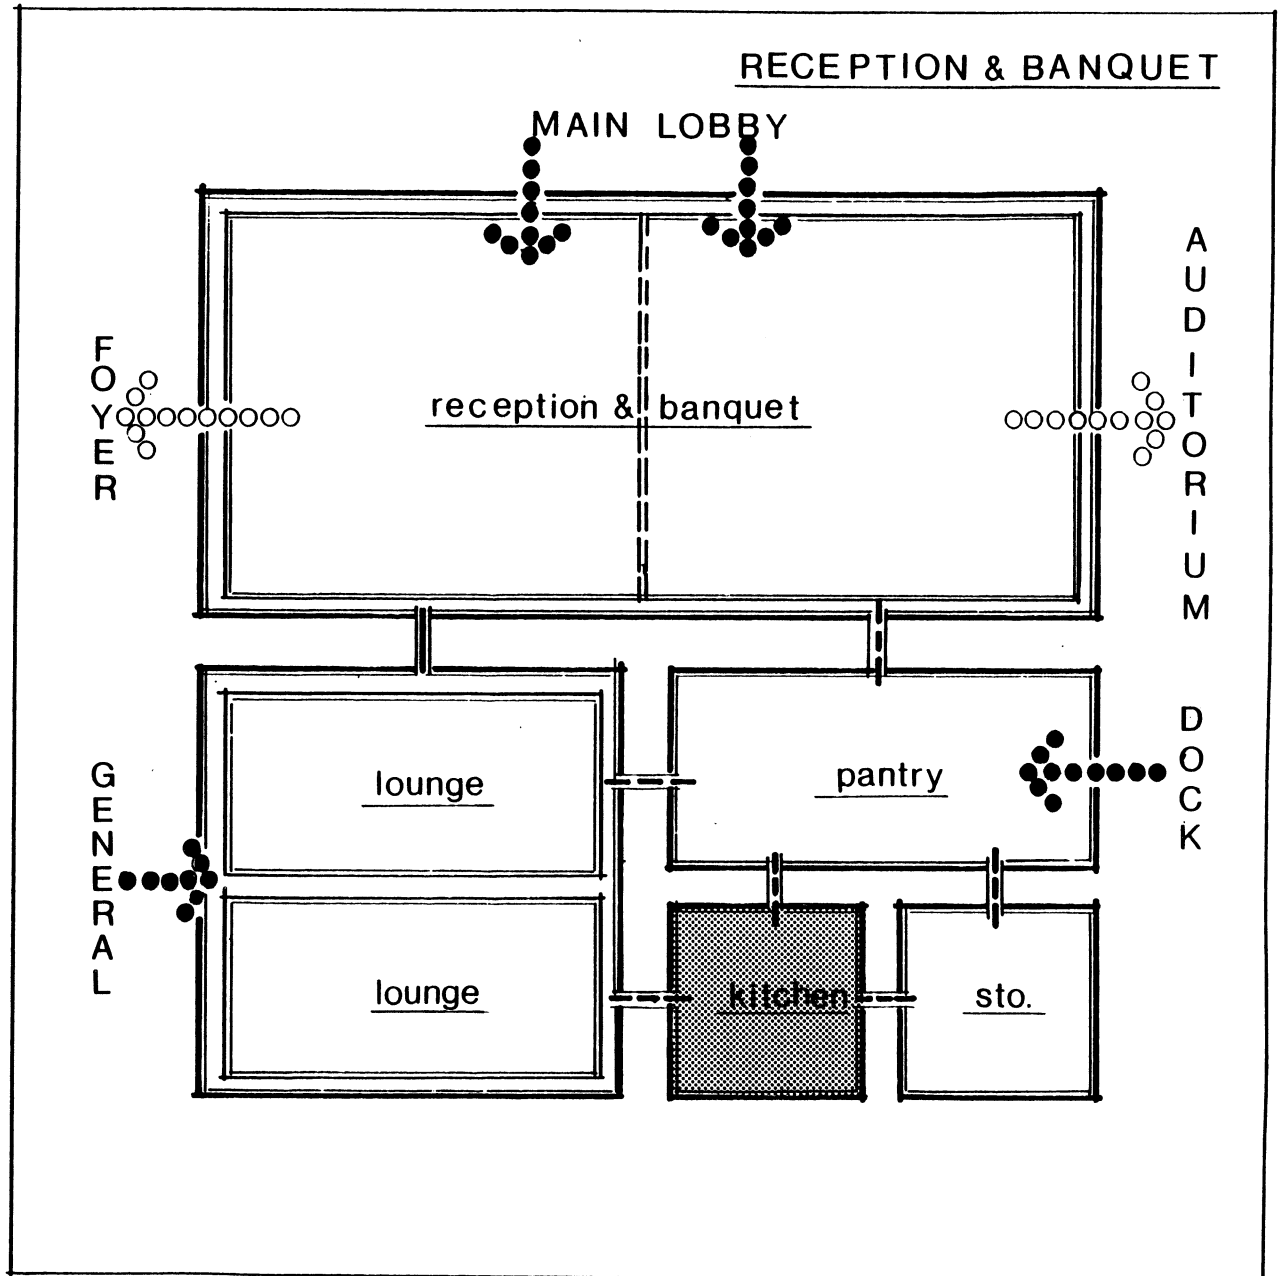 RECEPTION & BANQUET
MAIN LOBBY
AUDITORIUM
FOYER
reception & banquet
DOCK
GENERAL
lounge
pantry
lounge
kitchen
sto.